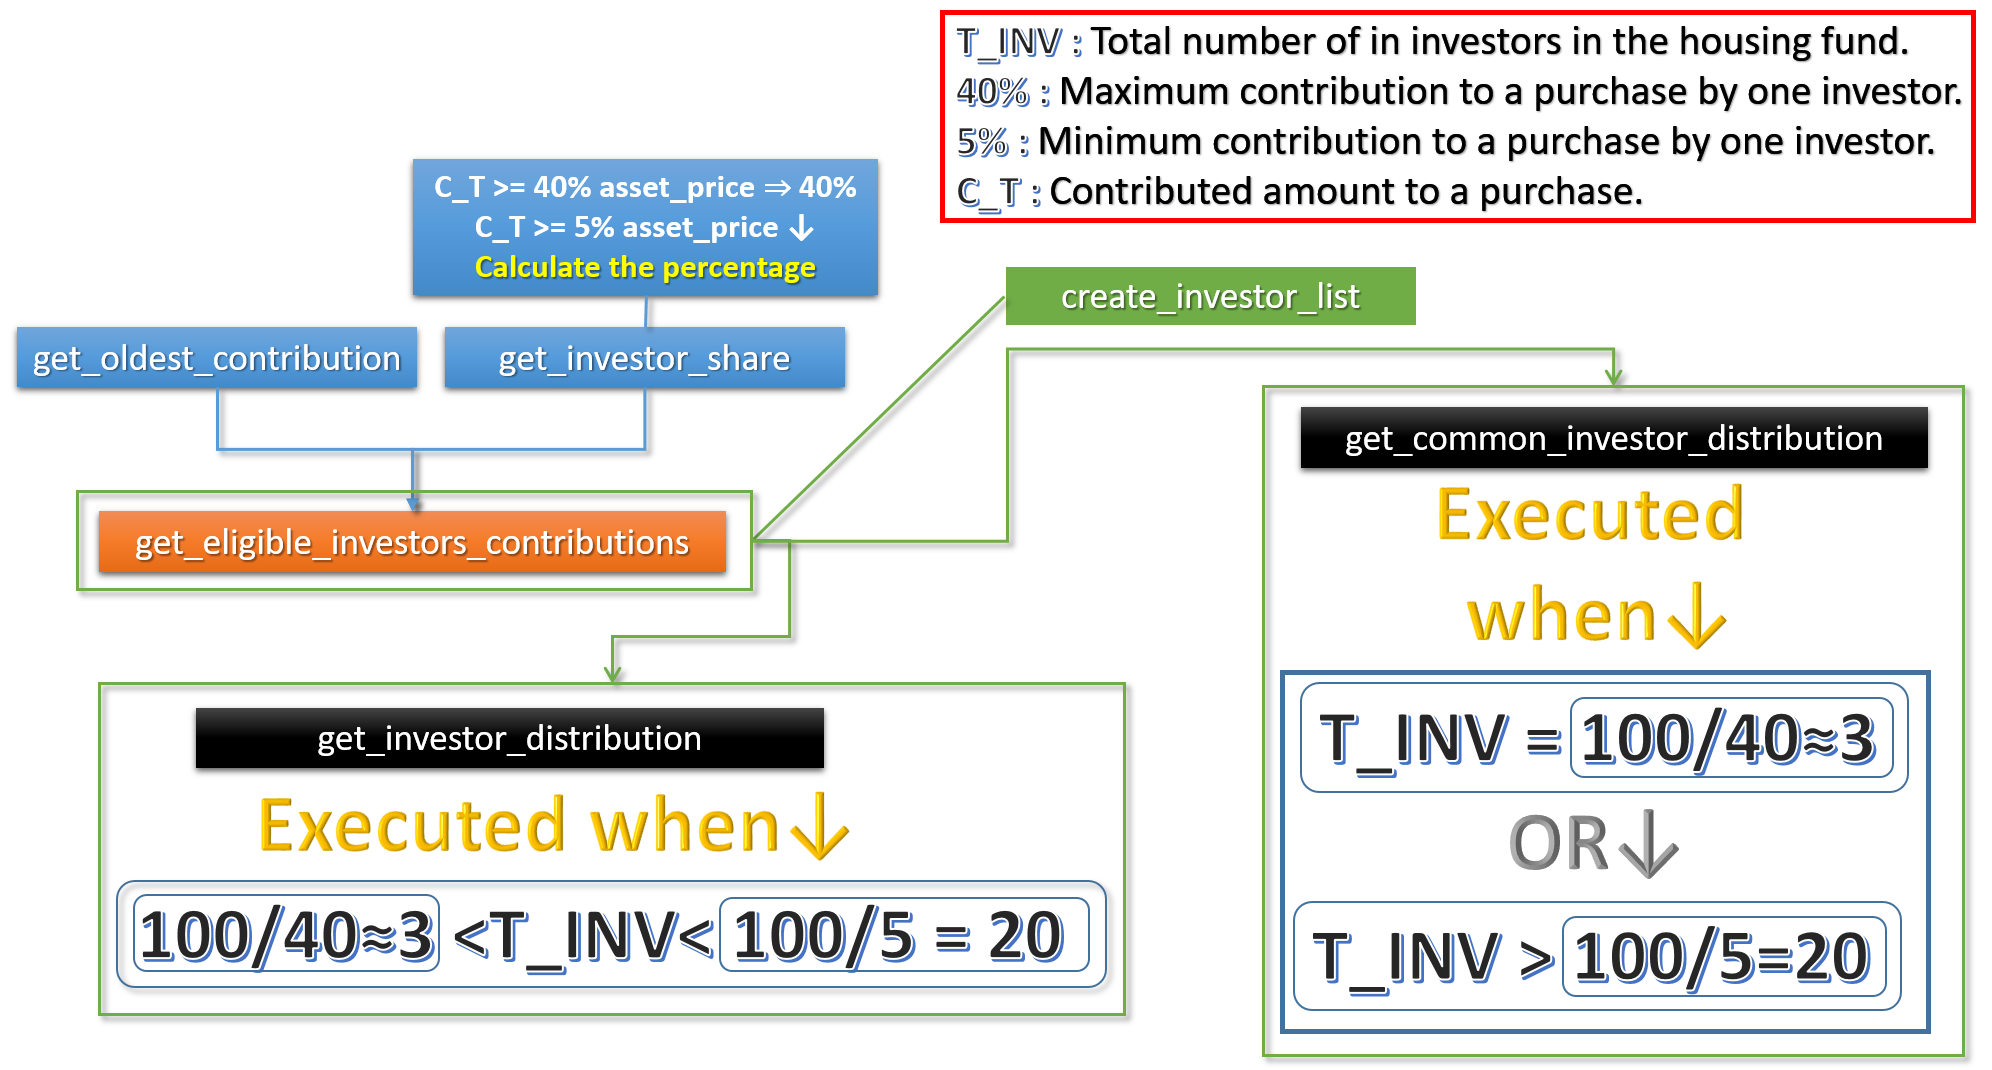 T_INV : Total number of in investors in the housing fund.
40% : Maximum contribution to a purchase by one investor.
5% : Minimum contribution to a purchase by one investor.
C_T : Contributed amount to a purchase.
C_T >= 40% asset_price ⇒ 40%
C_T >= 5% asset_price ↓
Calculate the percentage
create_investor_list
get_oldest_contribution
get_investor_share
get_eligible_investors_contributions
get_common_investor_distribution
Executed
when↓
T_INV = 100/40≈3
OR↓
T_INV > 100/5=20
get_investor_distribution
Executed when↓
100/40≈3 <T_INV< 100/5 = 20